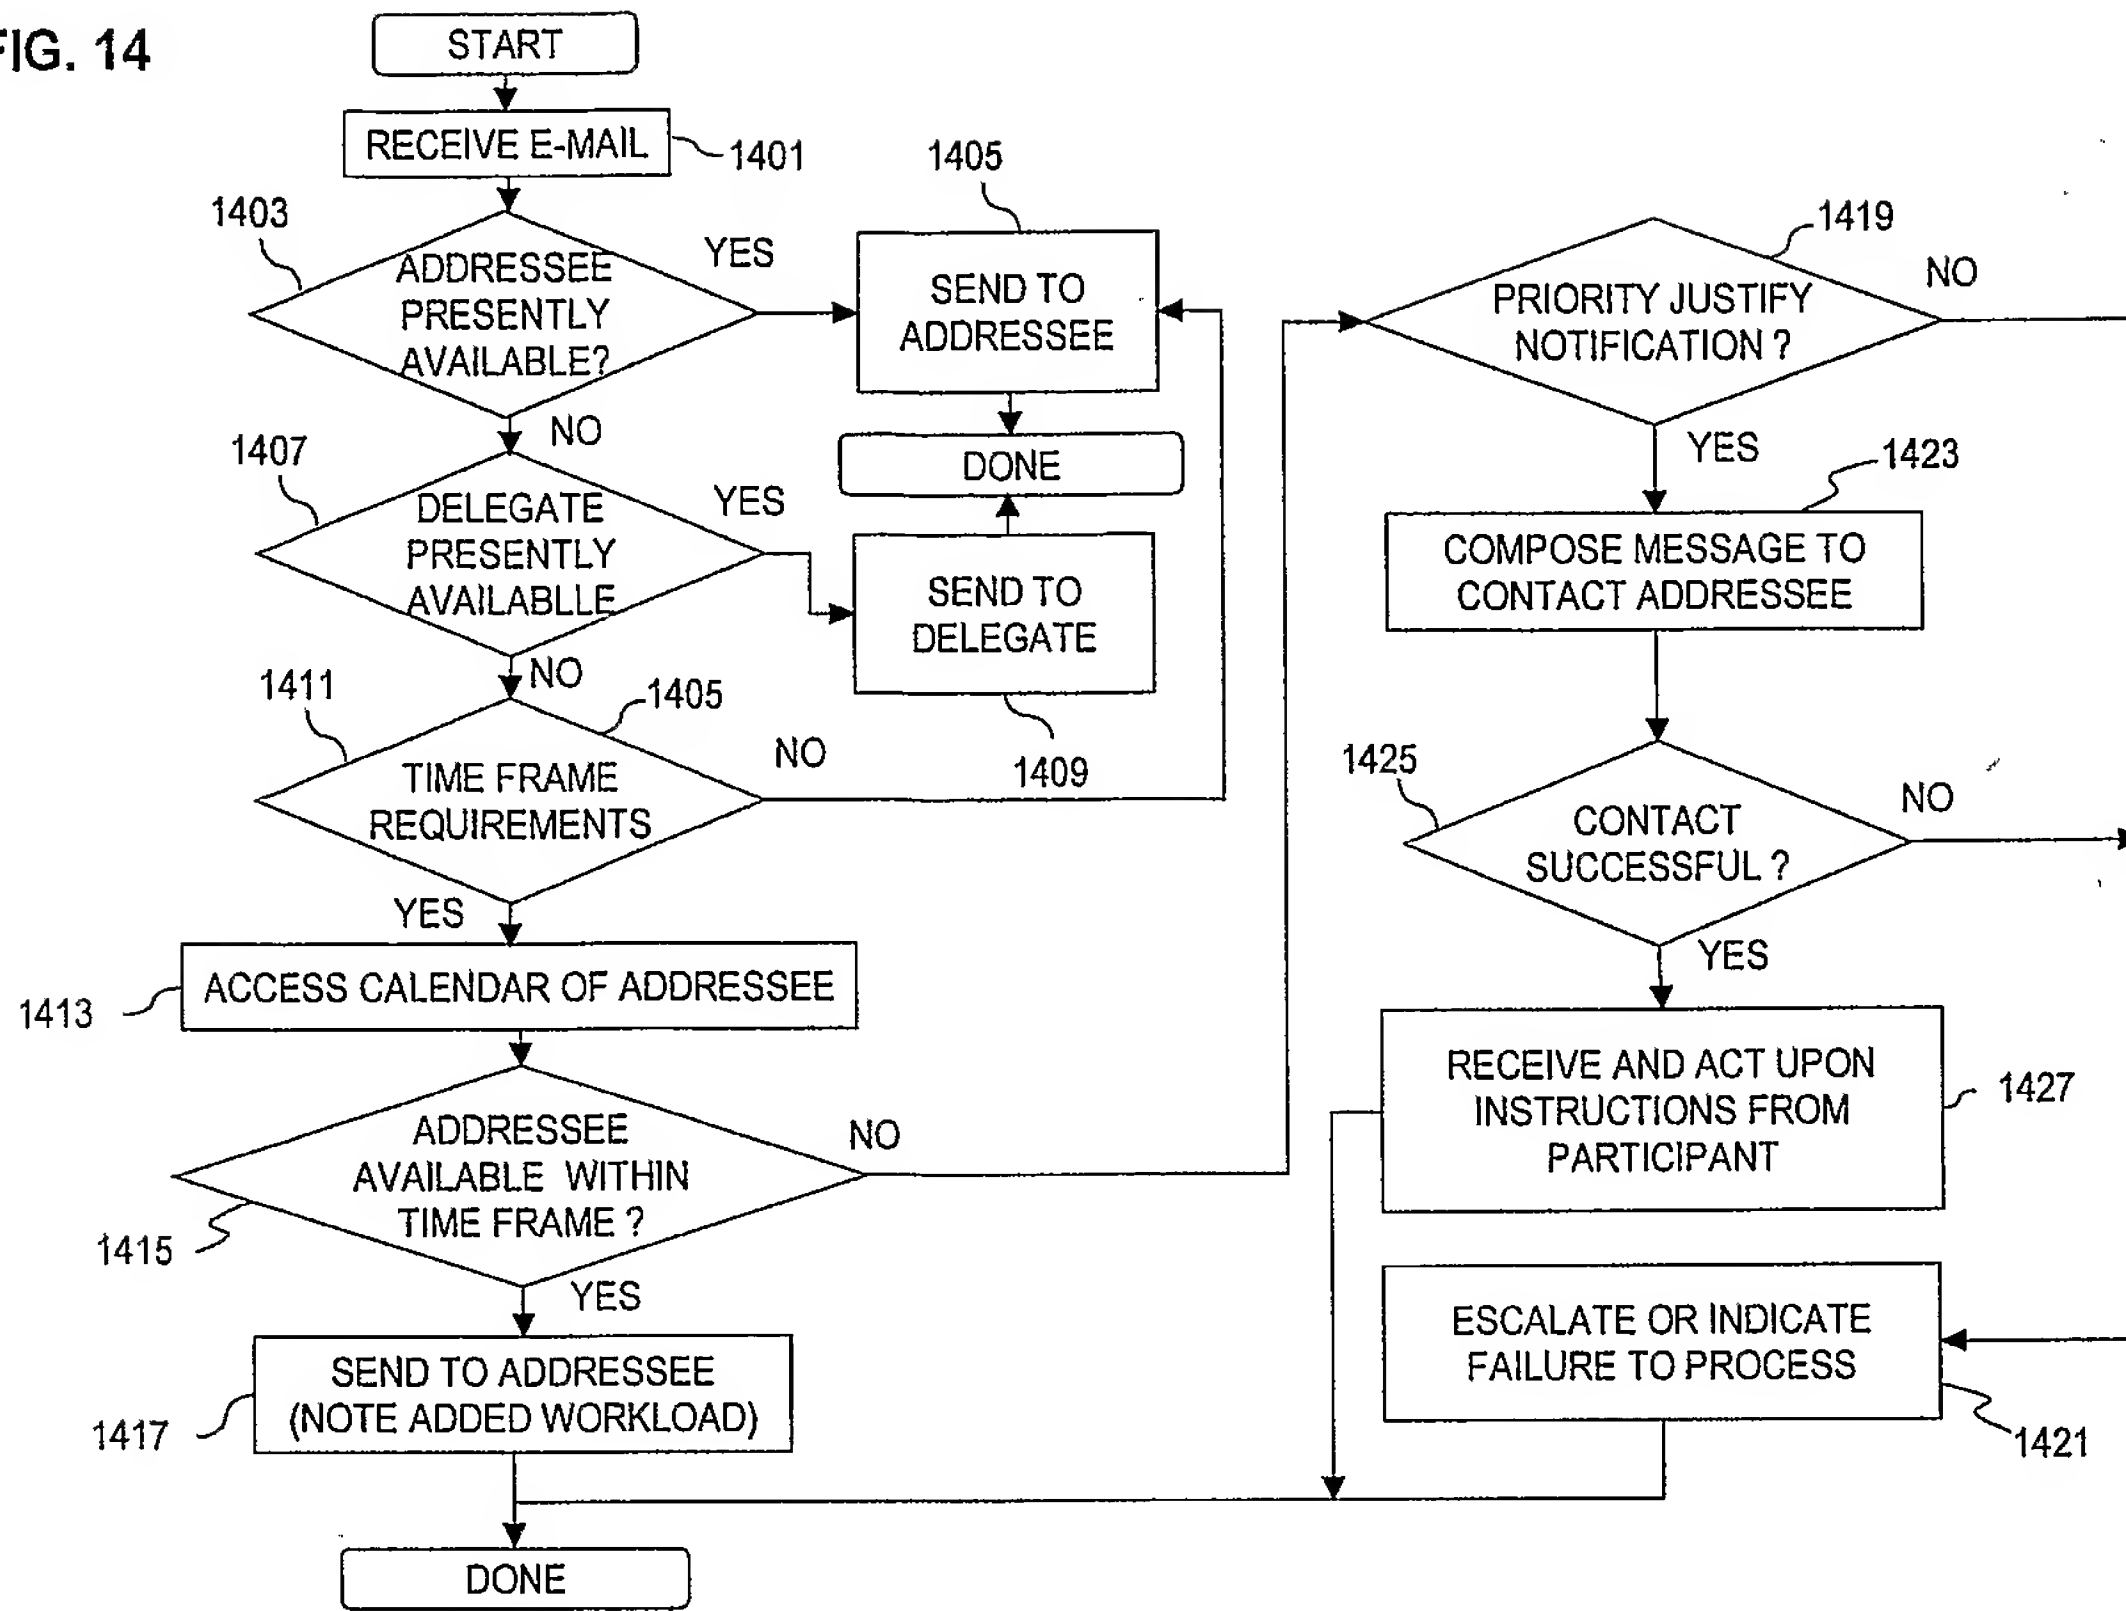 FIG. 14
START
RECEIVE E-MAIL
1401
1403
ADDRESSEE
PRESENTLY
AVAILABLE?
YES
NO
1405
SEND TO
ADDRESSEE
DONE
1407
DELEGATE
PRESENTLY
AVAILABLLE
YES
NO
SEND TO
DELEGATE
1409
1411
1405
TIME FRAME
REQUIREMENTS
NO
YES
ACCESS CALENDAR OF ADDRESSEE
1413
ADDRESSEE
AVAILABLE WITHIN
TIME FRAME ?
1415
NO
YES
SEND TO ADDRESSEE
(NOTE ADDED WORKLOAD)
1417
DONE
1419
PRIORITY JUSTIFY
NOTIFICATION ?
NO
YES
1423
COMPOSE MESSAGE TO
CONTACT ADDRESSEE
1425
CONTACT
SUCCESSFUL ?
NO
YES
RECEIVE AND ACT UPON
INSTRUCTIONS FROM
PARTICIPANT
1427
ESCALATE OR INDICATE
FAILURE TO PROCESS
1421